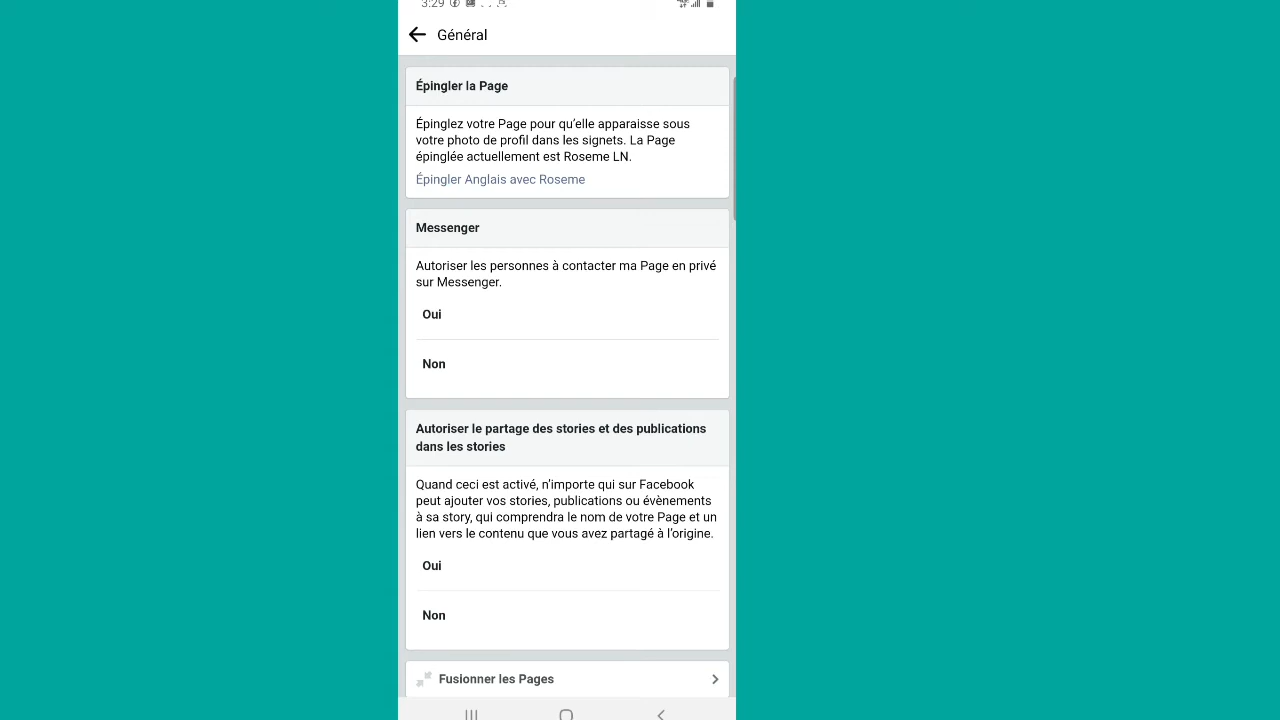 3:29
Général
Épingler la Page
Épinglez votre Page pour qu’elle apparaisse sous
votre photo de profil dans les signets. La Page
épinglée actuellement est Roseme LN.
Épingler Anglais avec Roseme
Messenger
Autoriser les personnes à contacter ma Page en privé
sur Messenger.
Oui
Non
Autoriser le partage des stories et des publications
dans les stories
Quand ceci est activé, n’importe qui sur Facebook
peut ajouter vos stories, publications ou évènements
à sa story, qui comprendra le nom de votre Page et un
lien vers le contenu que vous avez partagé à l’origine.
Oui
Non
Fusionner les Pages